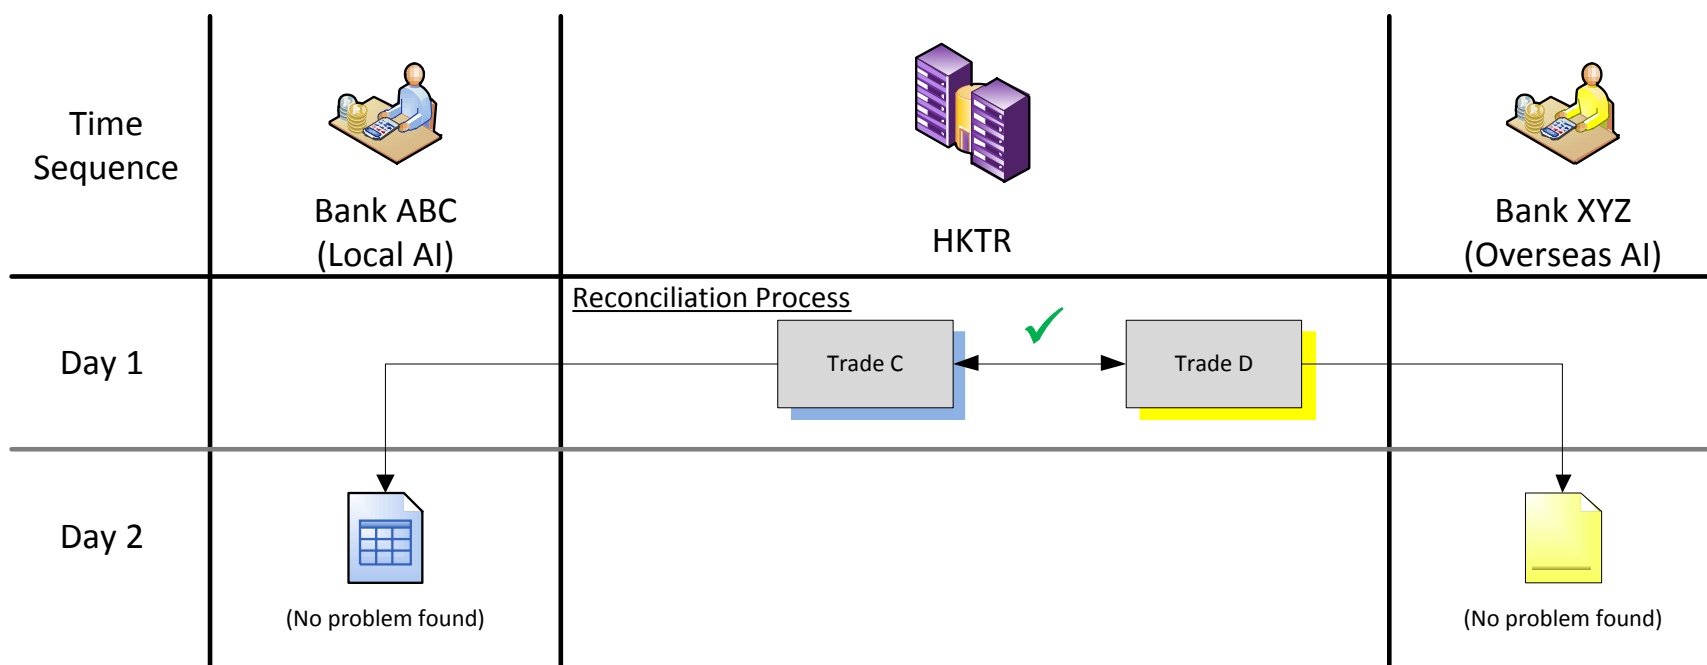 Time
Sequence
Bank ABC
(Local AI)
HKTR
Bank XYZ
(Overseas AI)
Reconciliation Process
Day 1
Trade C
Trade D
Day 2
(No problem found)
(No problem found)